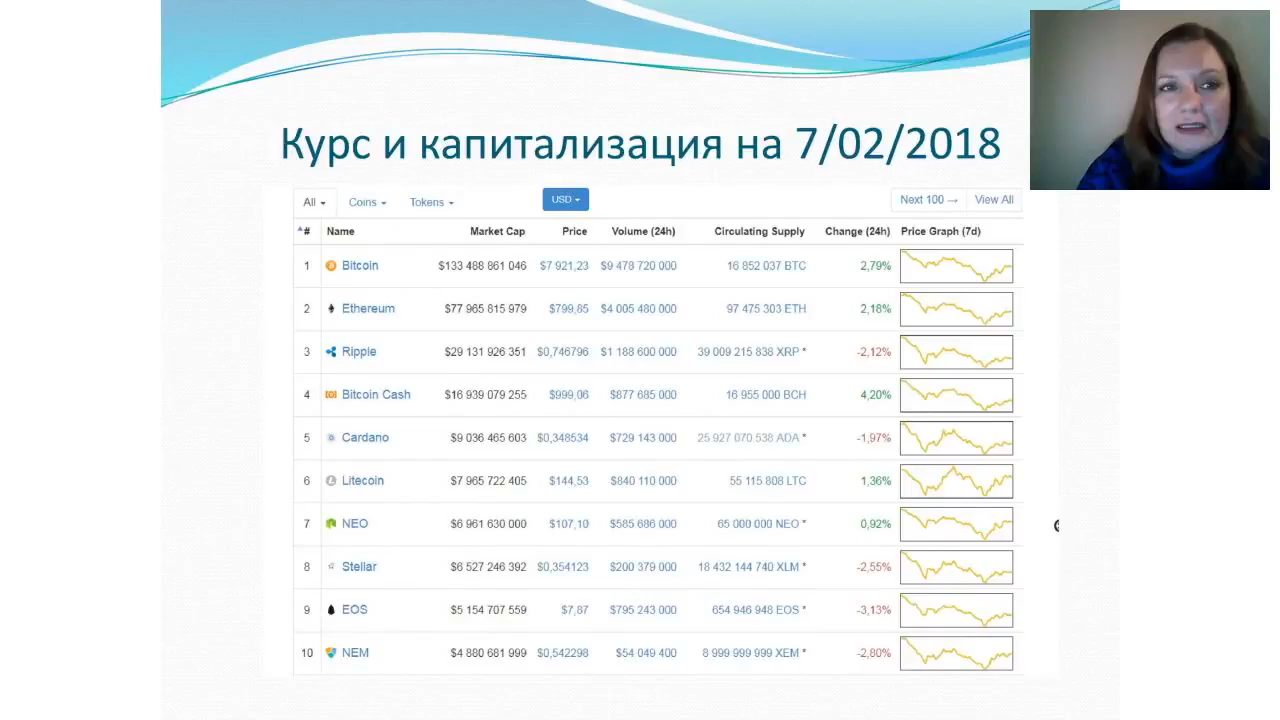 Курс и капитализация на 7/02/2018
All Coins Tokens USD Next 100 → View All
# Name Market Cap Price Volume (24h) Circulating Supply Change (24h) Price Graph (7d)
1 Bitcoin $133 488 861 046 $7 921,23 $9 478 720 000 16 852 037 BTC 2,79%
2 Ethereum $77 965 815 979 $799,85 $4 005 480 000 97 475 303 ETH 2,18%
3 Ripple $29 131 926 351 $0,746796 $1 188 600 000 39 009 215 838 XRP * -2,12%
4 Bitcoin Cash $16 939 079 255 $999,06 $877 685 000 16 955 000 BCH 4,20%
5 Cardano $9 036 465 603 $0,348534 $729 143 000 25 927 070 538 ADA * -1,97%
6 Litecoin $7 965 722 405 $144,53 $840 110 000 55 115 808 LTC 1,36%
7 NEO $6 961 630 000 $107,10 $585 686 000 65 000 000 NEO * 0,92%
8 Stellar $6 527 246 392 $0,354123 $200 379 000 18 432 144 740 XLM * -2,55%
9 EOS $5 154 707 559 $7,87 $795 243 000 654 946 948 EOS * -3,13%
10 NEM $4 880 681 999 $0,542298 $54 049 400 8 999 999 999 XEM * -2,80%